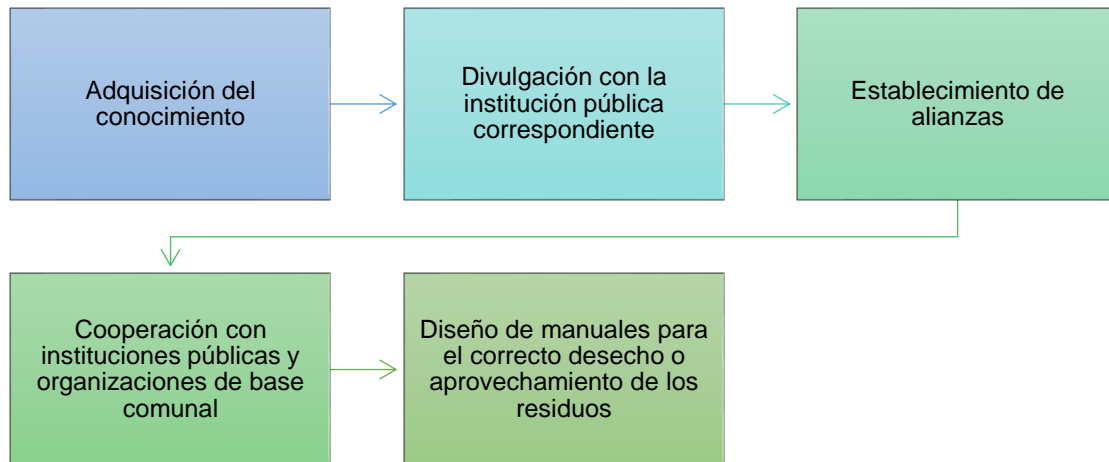 Adquisición del
conocimiento
Divulgación con la
institución pública
correspondiente
Establecimiento de
alianzas
Cooperación con
instituciones públicas y
organizaciones de base
comunal
Diseño de manuales para
el correcto desecho o
aprovechamiento de los
residuos